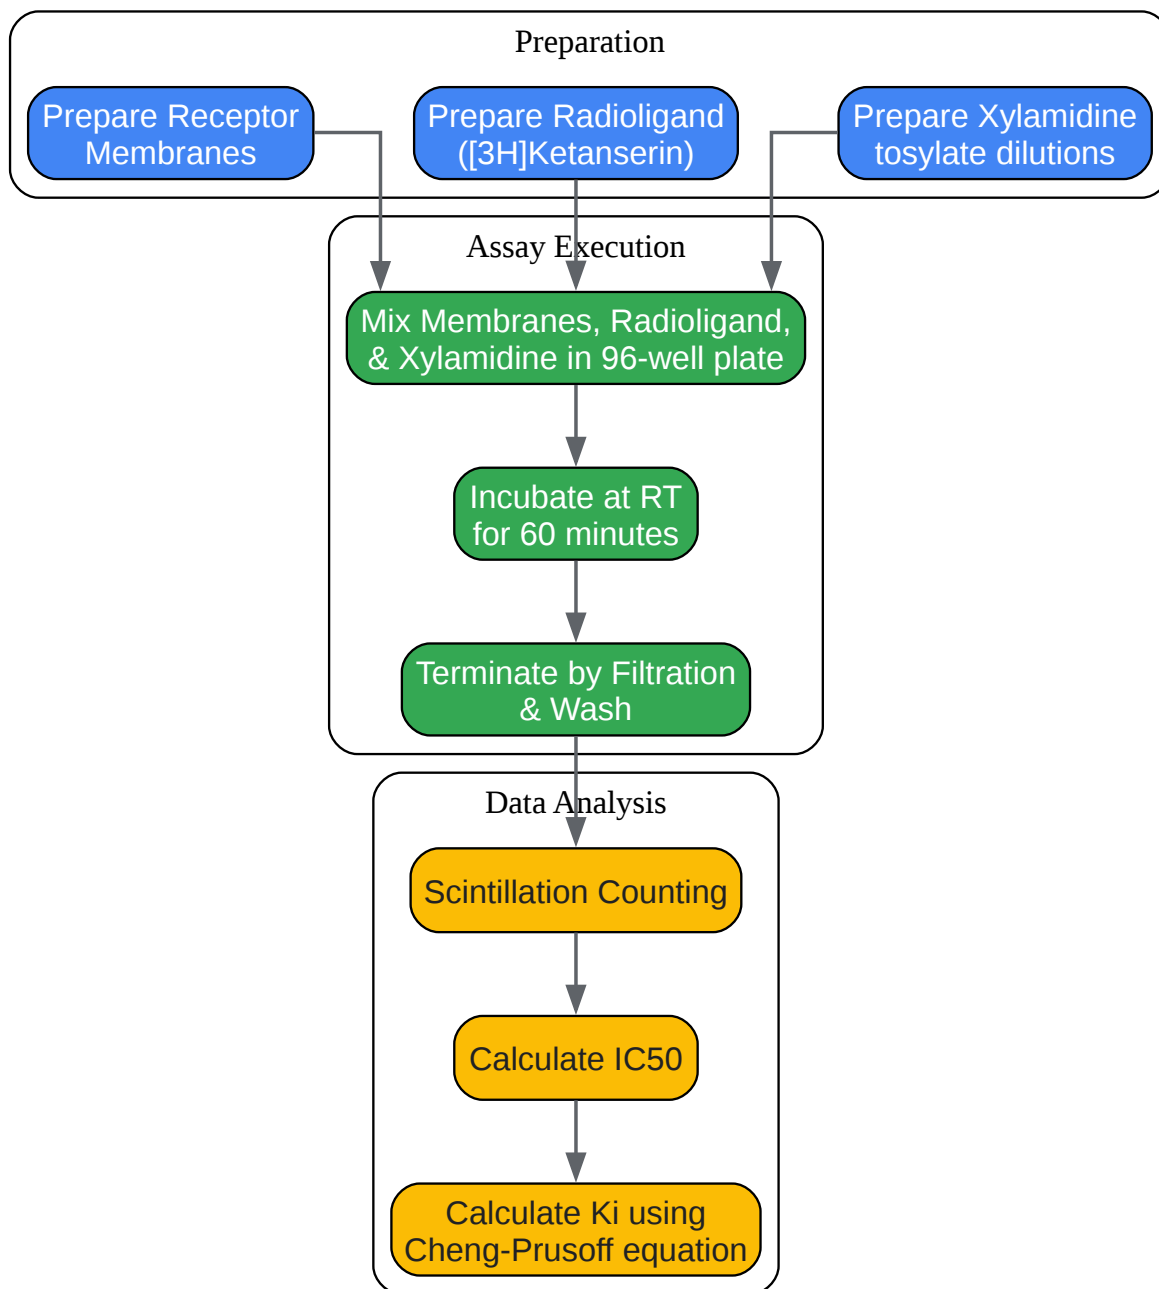 Preparation
Prepare Receptor
Membranes
Prepare Radioligand
([3H]Ketanserin)
Prepare Xylamidine
tosylate dilutions
Assay Execution
Mix Membranes, Radioligand,
& Xylamidine in 96-well plate
Incubate at RT
for 60 minutes
Terminate by Filtration
& Wash
Data Analysis
Scintillation Counting
Calculate IC50
Calculate Ki using
Cheng-Prusoff equation